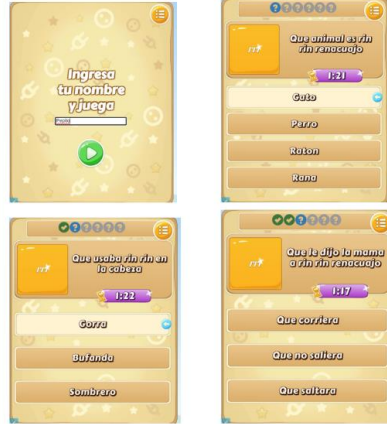 Ingresa
tu nombre
y juega
Que animal es rin
rin renacuajo
1:21
Gato
Perro
Raton
Rana
Que usaba rin rin en
la cabeza
1:22
Gorra
Bufanda
Sombrero
Que le dijo la mama
a rin rin renacuajo
1:17
Que corriera
Que no saliera
Que saltara